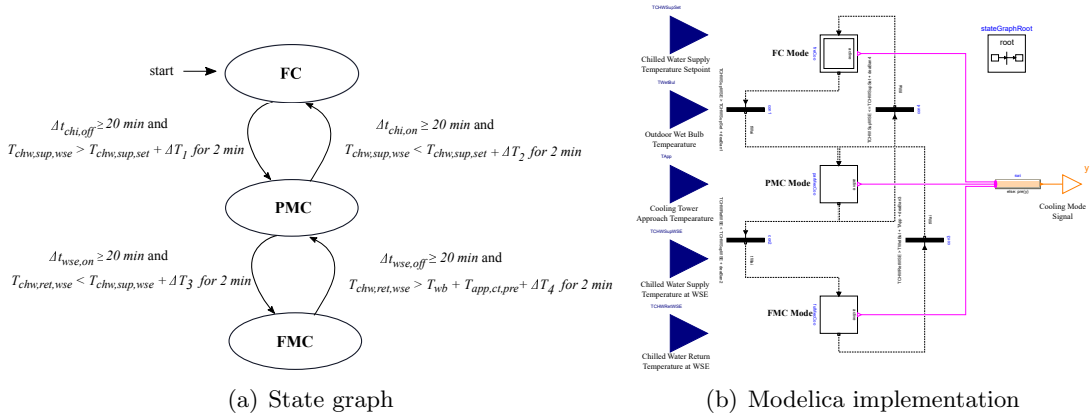 start
FC
Δt_chi,off ≥ 20 min and
T_chw,sup,wse > T_chw,sup,set + ΔT_1 for 2 min
Δt_chi,on ≥ 20 min and
T_chw,sup,wse < T_chw,sup,set + ΔT_2 for 2 min
PMC
Δt_wse,on ≥ 20 min and
T_chw,ret,wse < T_chw,sup,wse + ΔT_3 for 2 min
Δt_wse,off ≥ 20 min and
T_chw,ret,wse > T_wb + T_app,ct,pre + ΔT_4 for 2 min
FMC
(a) State graph
TCHWSupSet
Chilled Water Supply
Temperature Setpoint
TWetBul
Outdoor Wet Bulb
Tempearature
TApp
Cooling Tower
Approach Tempearature
TCHWSupWSE
Chilled Water Supply
Temperature at WSE
TCHWRetWSE
Chilled Water Return
Temperature at WSE
FC Mode
PMC Mode
FMC Mode
active
active
active
stateGraphRoot
root
y
Cooling Mode
Signal
(b) Modelica implementation